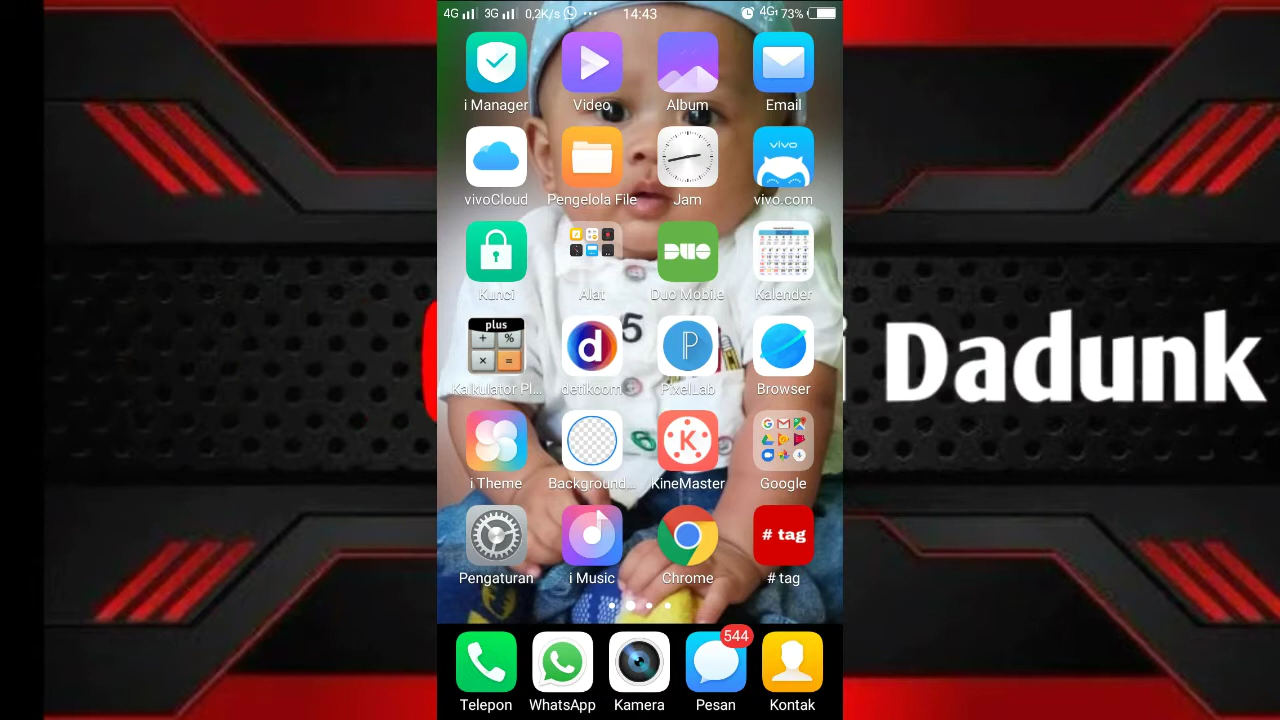 4G 3G 0,2K/s 14:43 4G+ 73%
i Manager Video Album Email
vivo
vivoCloud Pengelola File Jam vivo.com
DUO
Kunci Alat Duo Mobile Kalender
5
plus
+ % × =
d P
Kalkulator Pl... detikcom PixelLab Browser
i Dadunk
K
i Theme Background... KineMaster Google
# tag
Pengaturan i Music Chrome # tag
544
Telepon WhatsApp Kamera Pesan Kontak